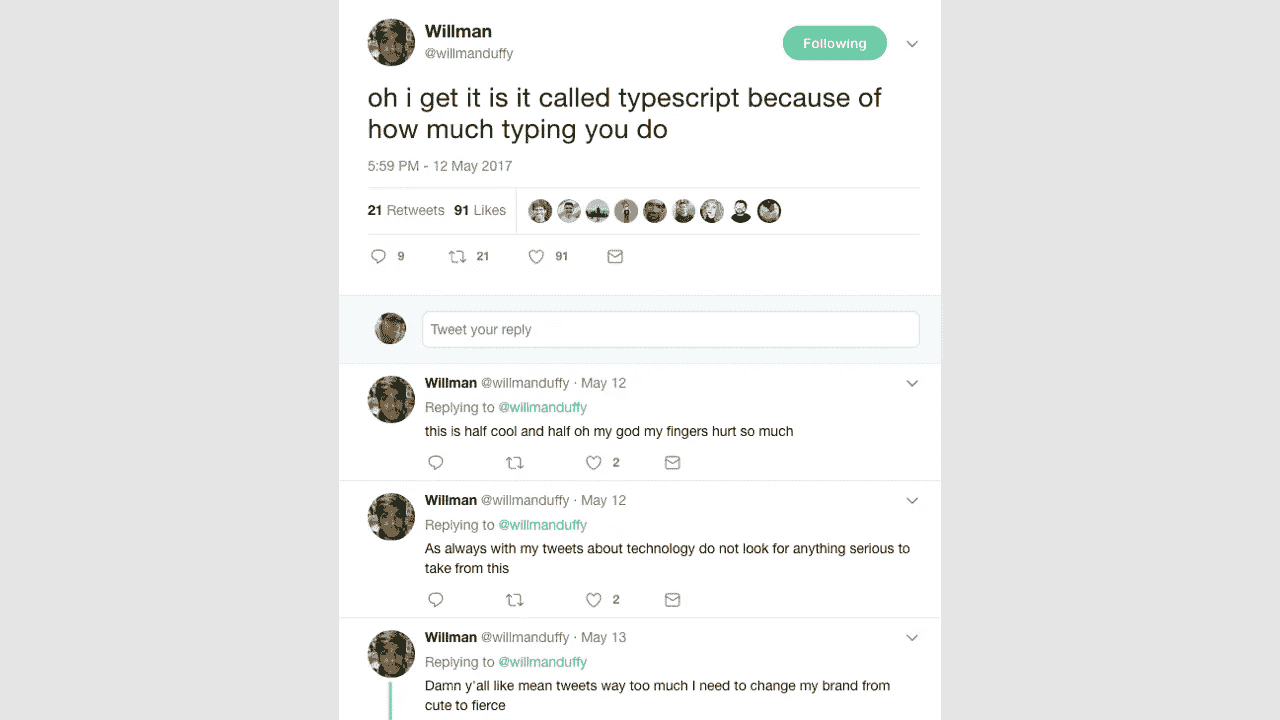 Willman
@willmanduffy
Following
oh i get it is it called typescript because of
how much typing you do
5:59 PM - 12 May 2017
21 Retweets 91 Likes
9 21 91
Tweet your reply
Willman @willmanduffy · May 12
Replying to @willmanduffy
this is half cool and half oh my god my fingers hurt so much
2
Willman @willmanduffy · May 12
Replying to @willmanduffy
As always with my tweets about technology do not look for anything serious to
take from this
2
Willman @willmanduffy · May 13
Replying to @willmanduffy
Damn y'all like mean tweets way too much I need to change my brand from
cute to fierce